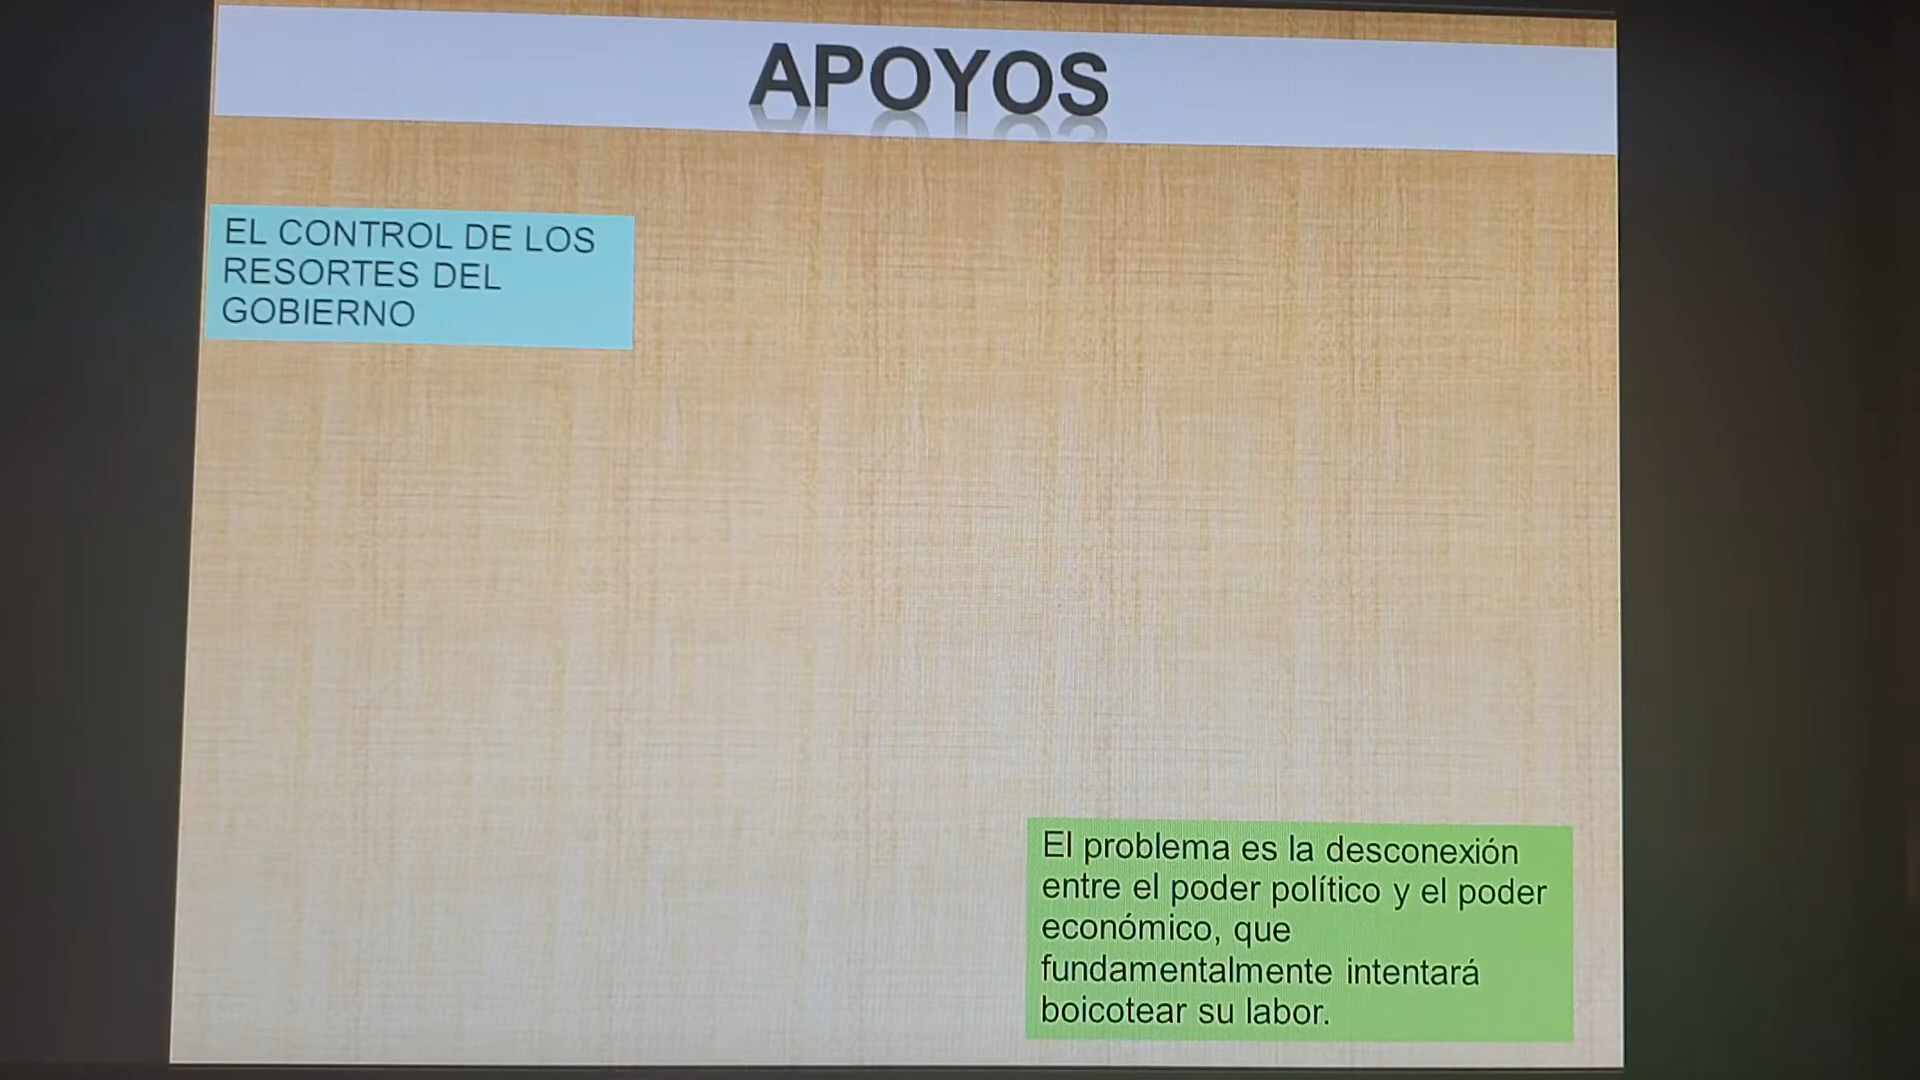 APOYOS
EL CONTROL DE LOS
RESORTES DEL
GOBIERNO
El problema es la desconexión
entre el poder político y el poder
económico, que
fundamentalmente intentará
boicotear su labor.